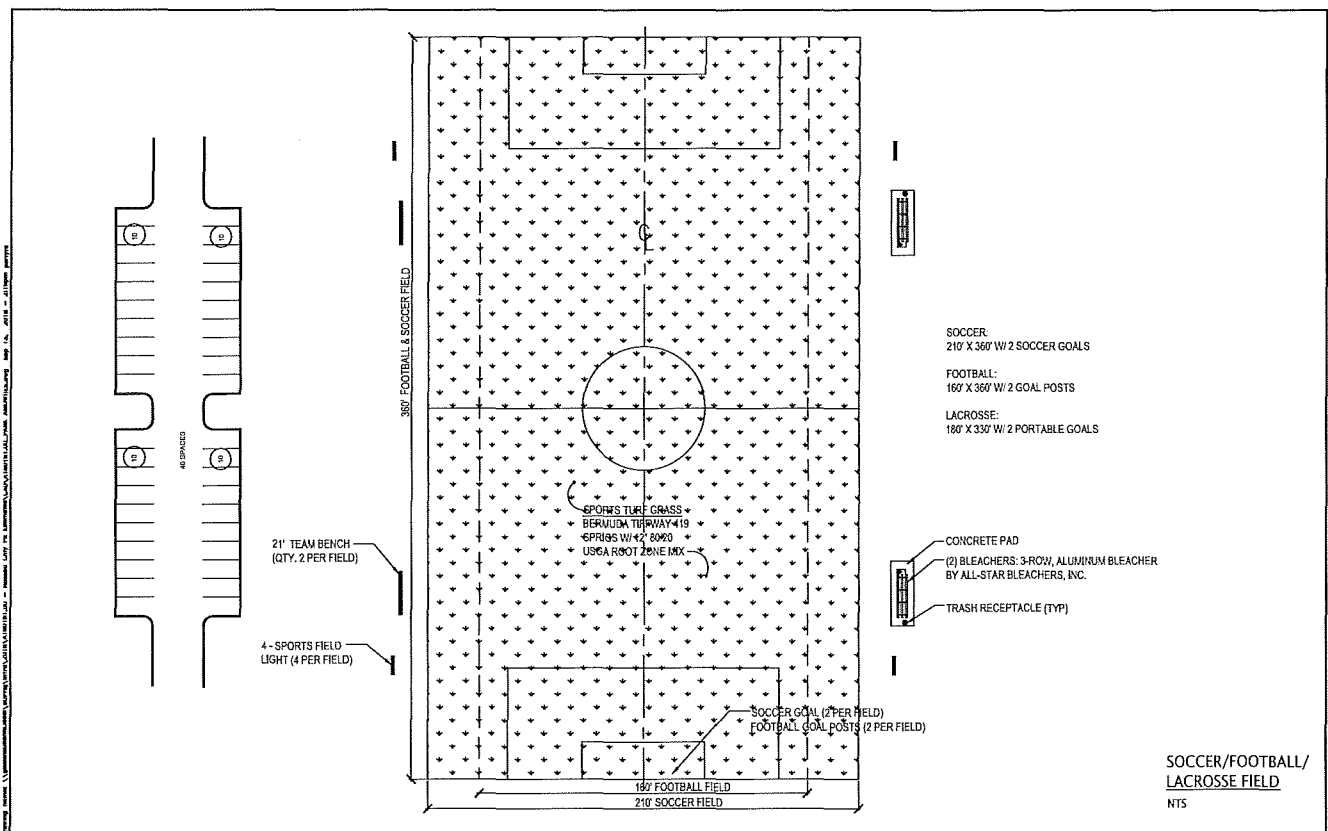 10
10
10
10
40 SPACES
360' FOOTBALL & SOCCER FIELD
SOCCER:
210' X 360' W/ 2 SOCCER GOALS
FOOTBALL:
160' X 360' W/ 2 GOAL POSTS
LACROSSE:
180' X 330' W/ 2 PORTABLE GOALS
SPORTS TURF GRASS
BERMUDA TIFWAY 419
SPRIGS W/ 12" 80/20
USGA ROOT ZONE MIX
21' TEAM BENCH
(QTY. 2 PER FIELD)
4 - SPORTS FIELD
LIGHT (4 PER FIELD)
CONCRETE PAD
(2) BLEACHERS: 3-ROW, ALUMINUM BLEACHER
BY ALL-STAR BLEACHERS, INC.
TRASH RECEPTACLE (TYP)
SOCCER GOAL (2 PER FIELD)
FOOTBALL GOAL POSTS (2 PER FIELD)
160' FOOTBALL FIELD
210' SOCCER FIELD
SOCCER/FOOTBALL/
LACROSSE FIELD
NTS